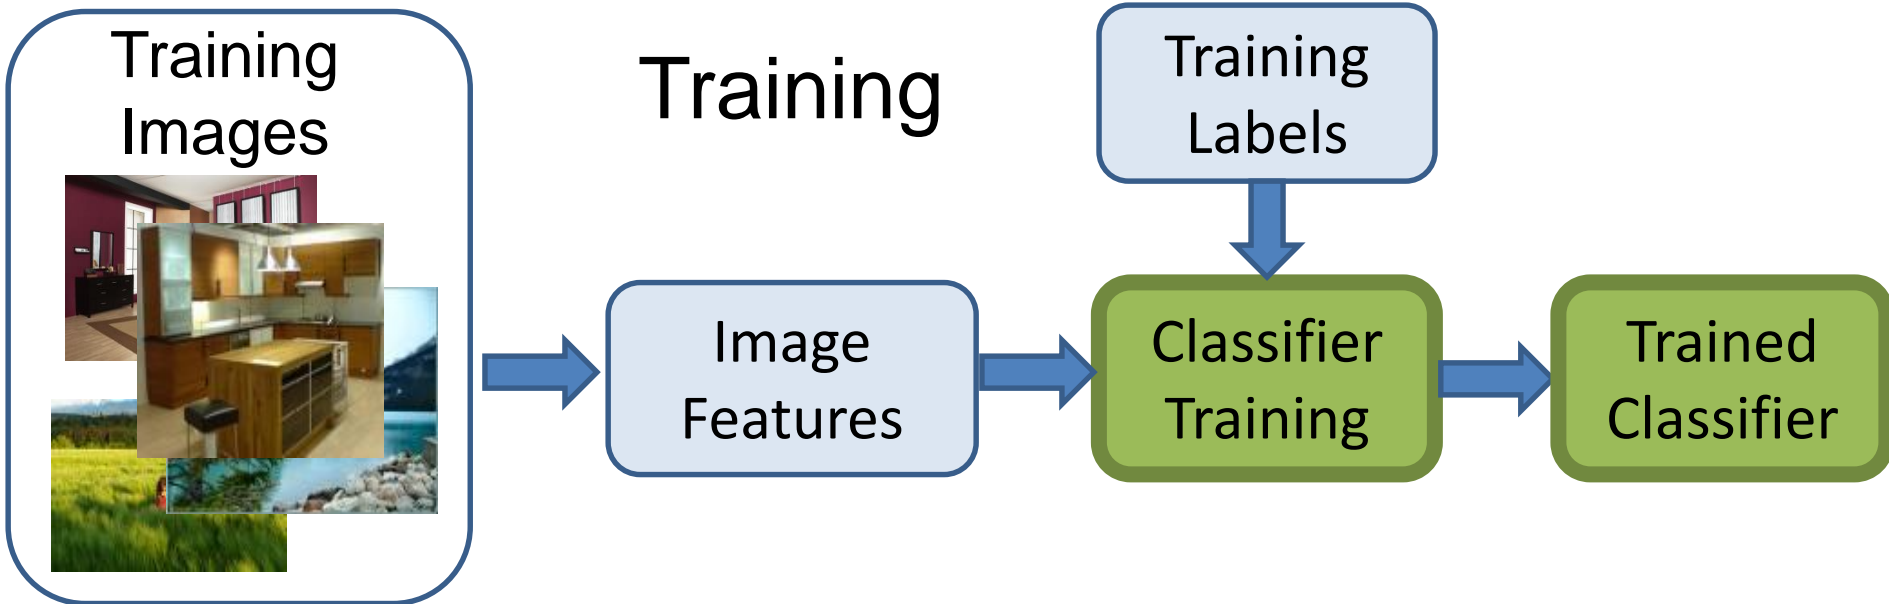 Training
Images
Training
Training
Labels
Image
Features
Classifier
Training
Trained
Classifier